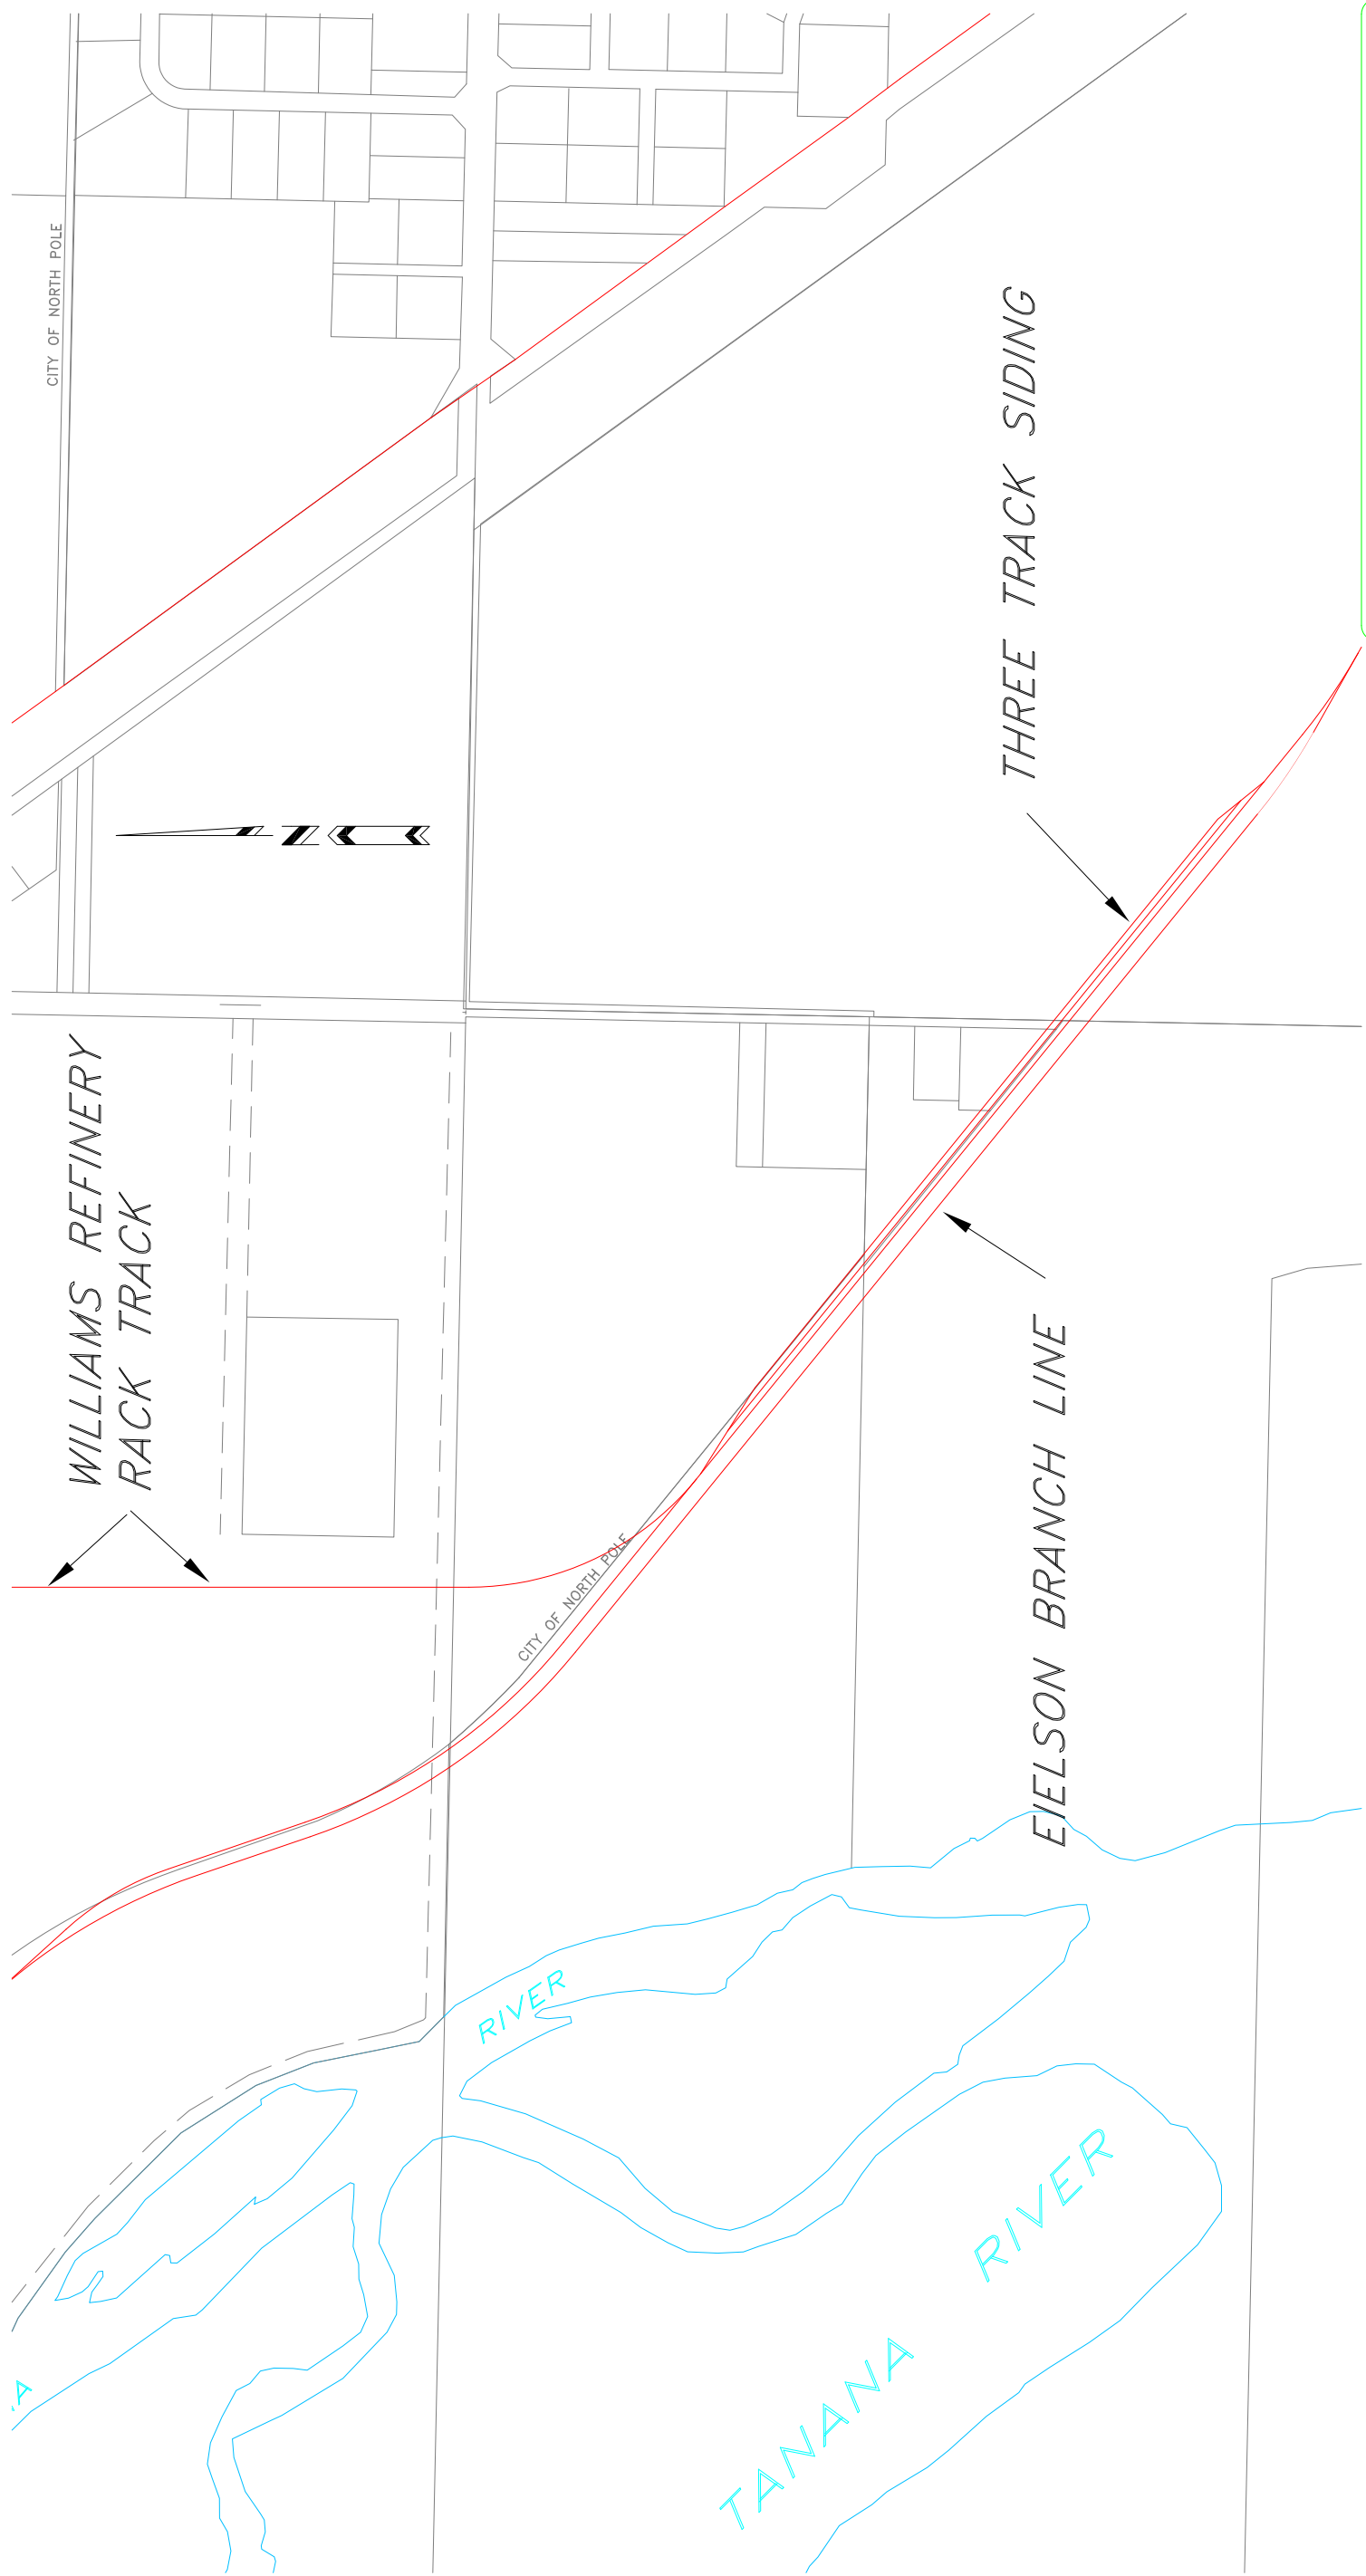 CITY OF NORTH POLE
THREE TRACK SIDING
N
WILLIAMS REFINERY
RACK TRACK
EIELSON BRANCH LINE
CITY OF NORTH POLE
RIVER
TANANA RIVER
A